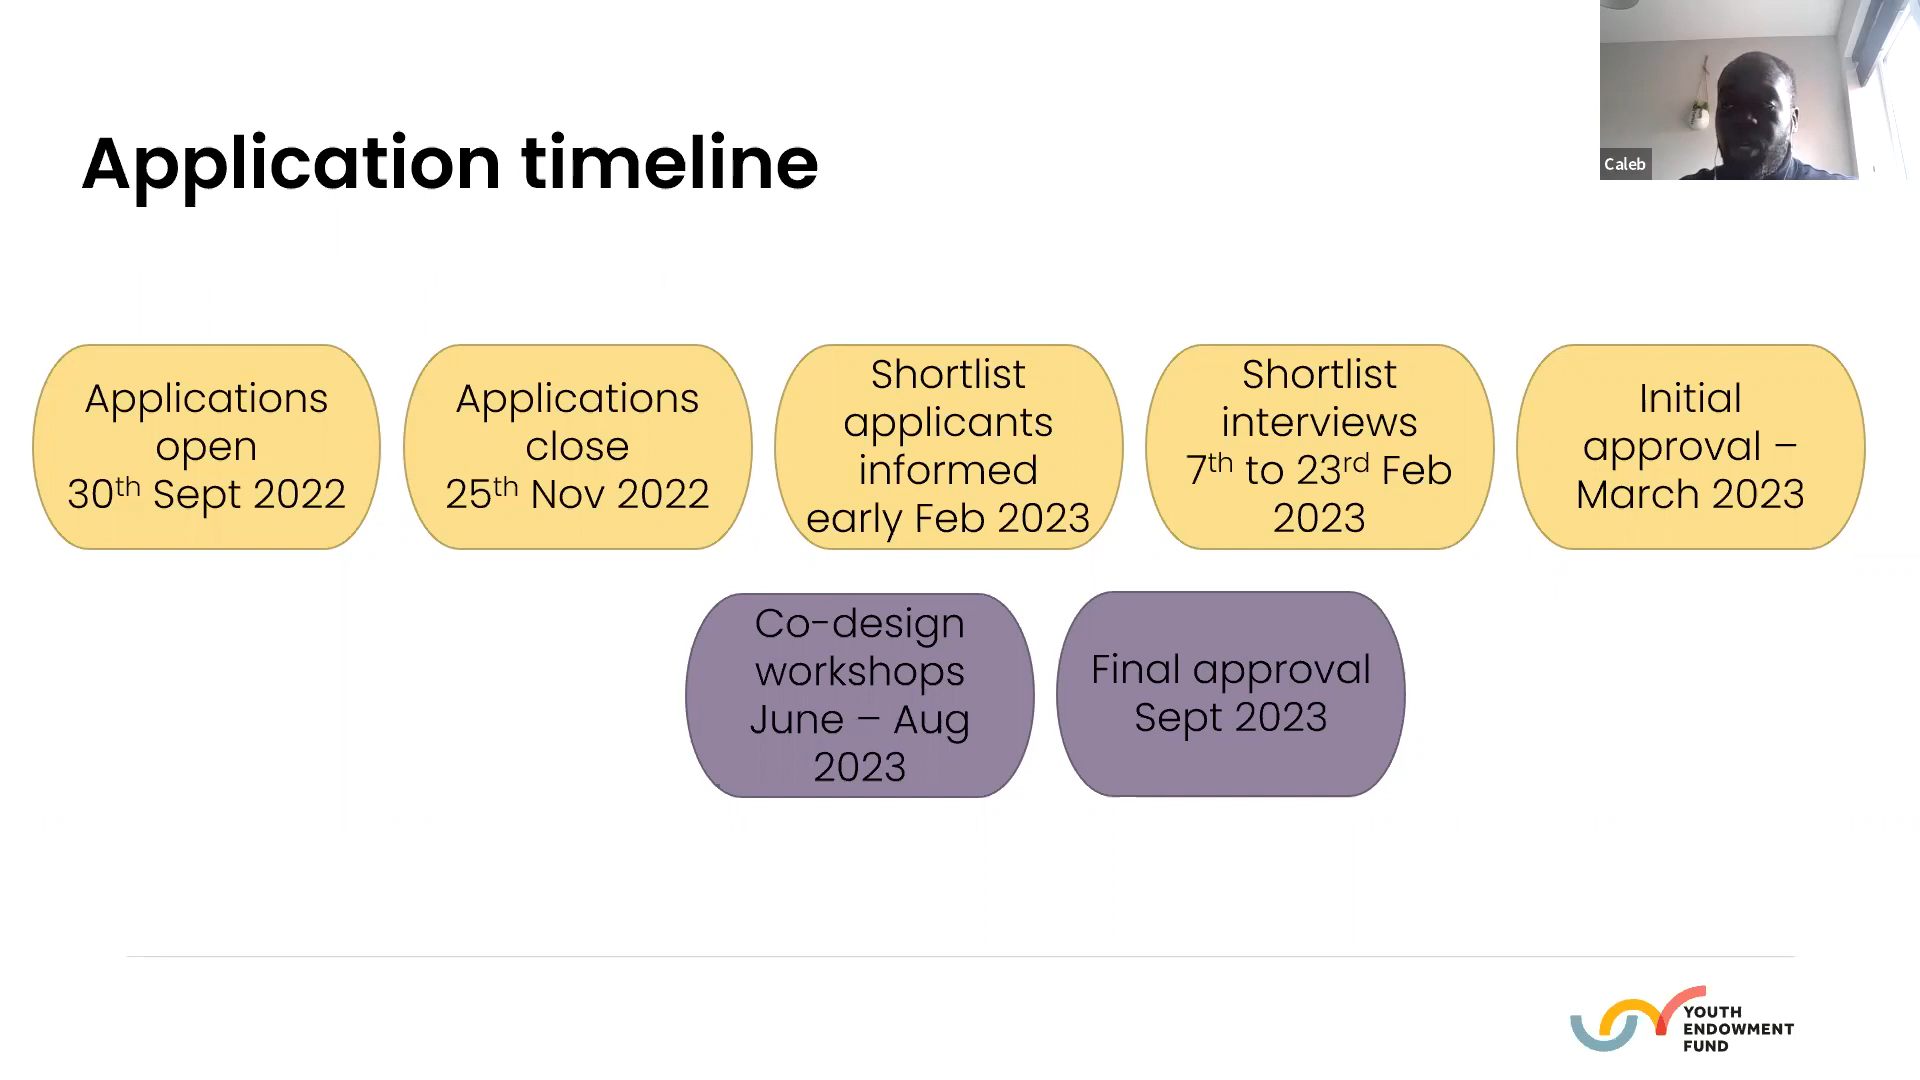 Caleb
Application timeline
Applications
open
30th Sept 2022
Applications
close
25th Nov 2022
Shortlist
applicants
informed
early Feb 2023
Shortlist
interviews
7th to 23rd Feb
2023
Initial
approval –
March 2023
Co-design
workshops
June – Aug
2023
Final approval
Sept 2023
YOUTH
ENDOWMENT
FUND